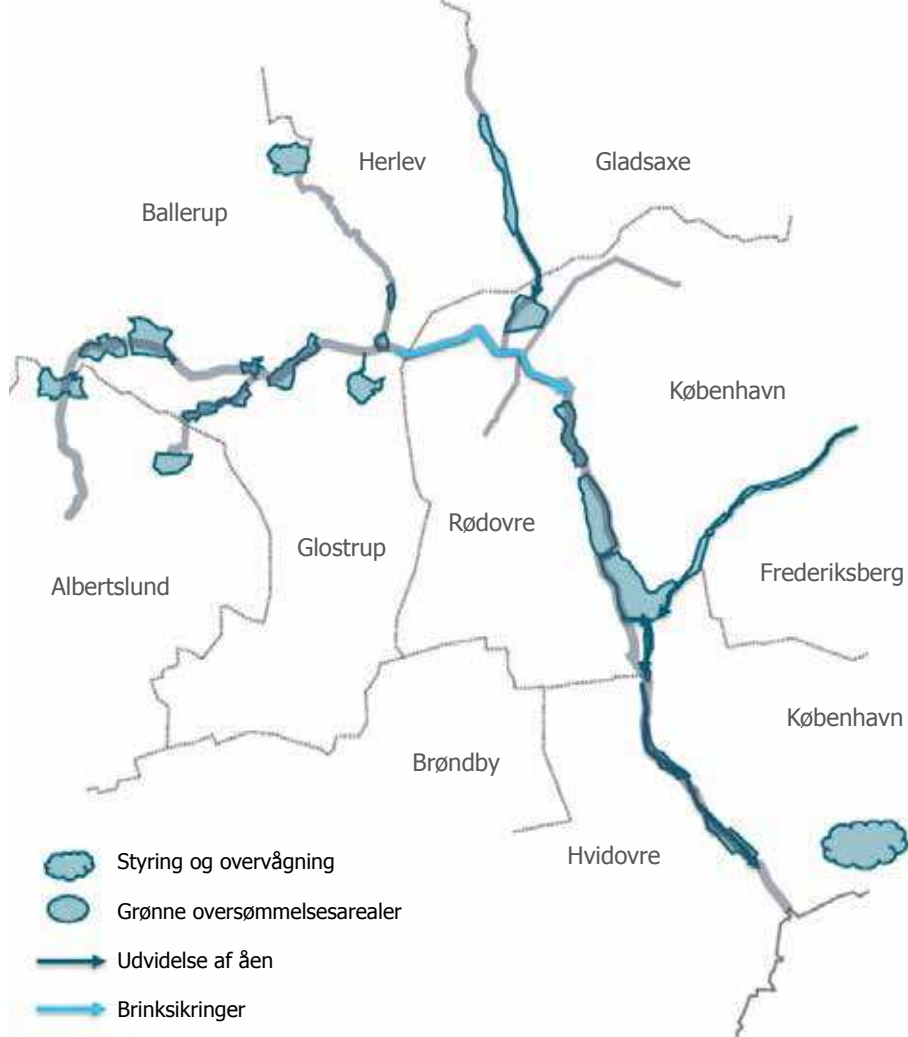 Herlev
Gladsaxe
Ballerup
København
Rødovre
Glostrup
Frederiksberg
Albertslund
København
Brøndby
Hvidovre
Styring og overvågning
Grønne oversømmelsesarealer
Udvidelse af åen
Brinksikringer